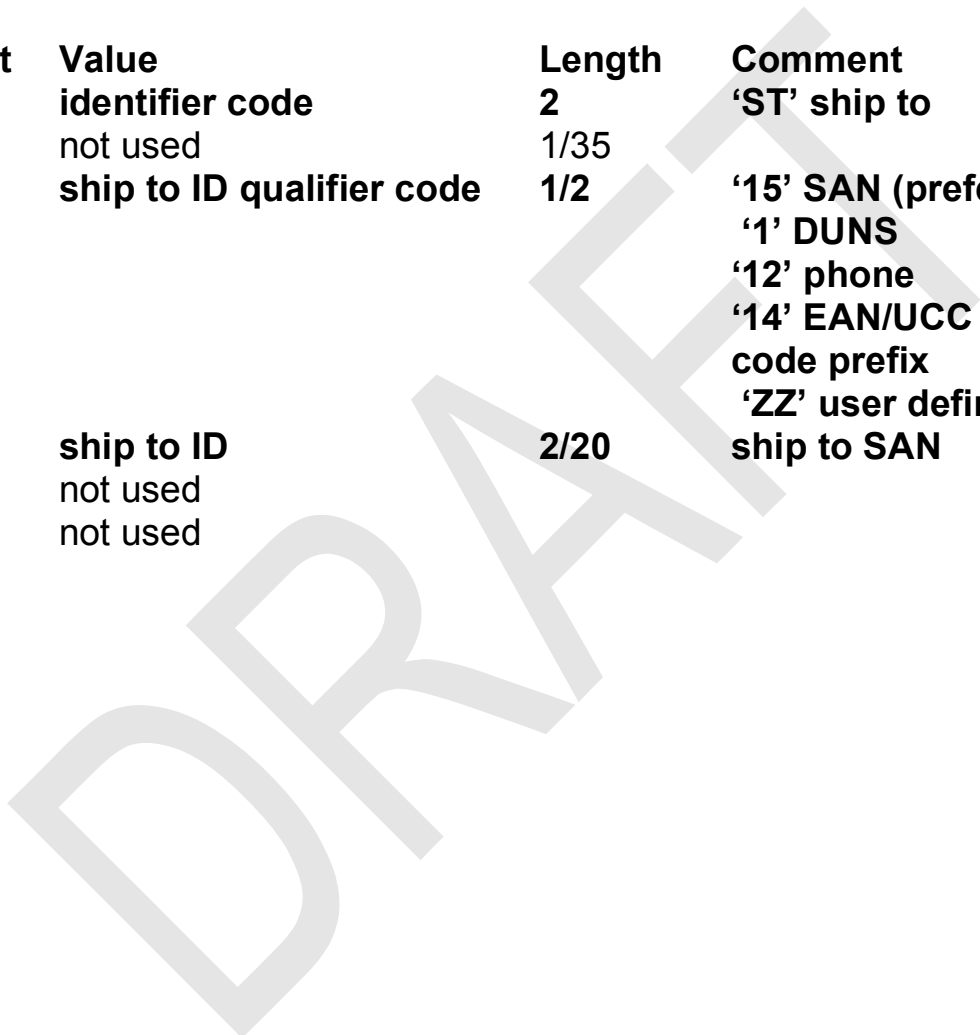 t Value Length Comment
identifier code 2 ‘ST’ ship to
not used 1/35
ship to ID qualifier code 1/2 ‘15’ SAN (prefe
‘1’ DUNS
‘12’ phone
‘14’ EAN/UCC
code prefix
‘ZZ’ user defin
ship to ID 2/20 ship to SAN
not used
not used
DRAFT